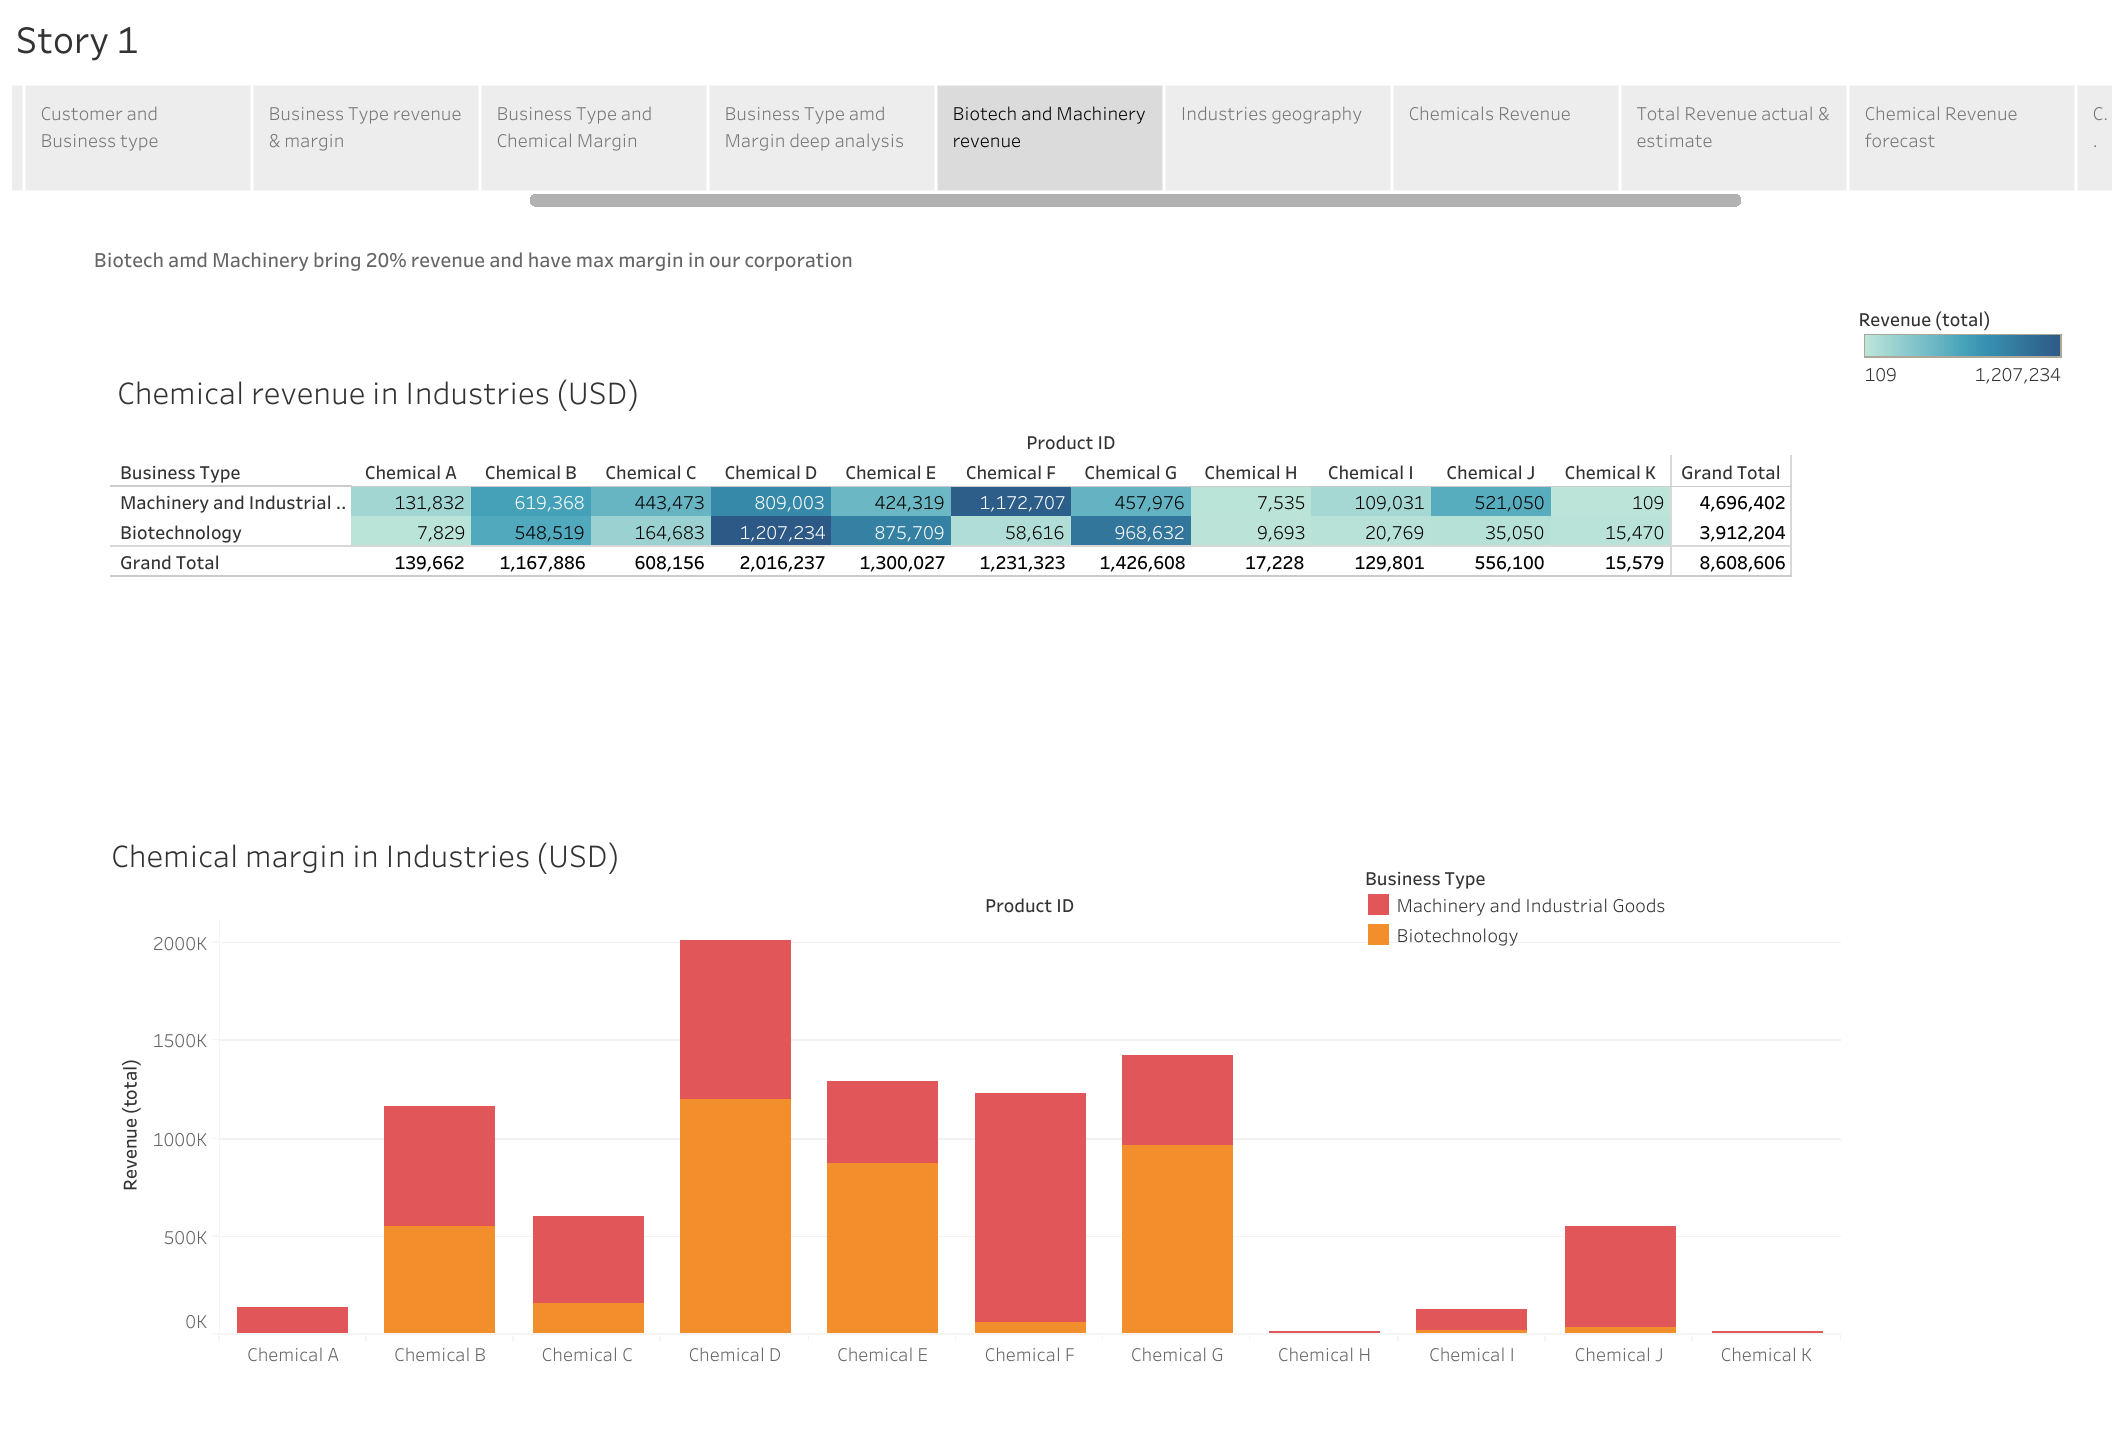 Story 1
Customer and
Business type
Business Type revenue
& margin
Business Type and
Chemical Margin
Business Type amd
Margin deep analysis
Biotech and Machinery
revenue
Industries geography
Chemicals Revenue
Total Revenue actual &
estimate
Chemical Revenue
forecast
C.
.
Biotech amd Machinery bring 20% revenue and have max margin in our corporation
Revenue (total)
109 1,207,234
Chemical revenue in Industries (USD)
Product ID
Business Type Chemical A Chemical B Chemical C Chemical D Chemical E Chemical F Chemical G Chemical H Chemical I Chemical J Chemical K Grand Total
Machinery and Industrial .. 131,832 619,368 443,473 809,003 424,319 1,172,707 457,976 7,535 109,031 521,050 109 4,696,402
Biotechnology 7,829 548,519 164,683 1,207,234 875,709 58,616 968,632 9,693 20,769 35,050 15,470 3,912,204
Grand Total 139,662 1,167,886 608,156 2,016,237 1,300,027 1,231,323 1,426,608 17,228 129,801 556,100 15,579 8,608,606
Chemical margin in Industries (USD)
Business Type
Machinery and Industrial Goods
Biotechnology
Product ID
2000K
1500K
1000K
500K
0K
Revenue (total)
Chemical A Chemical B Chemical C Chemical D Chemical E Chemical F Chemical G Chemical H Chemical I Chemical J Chemical K